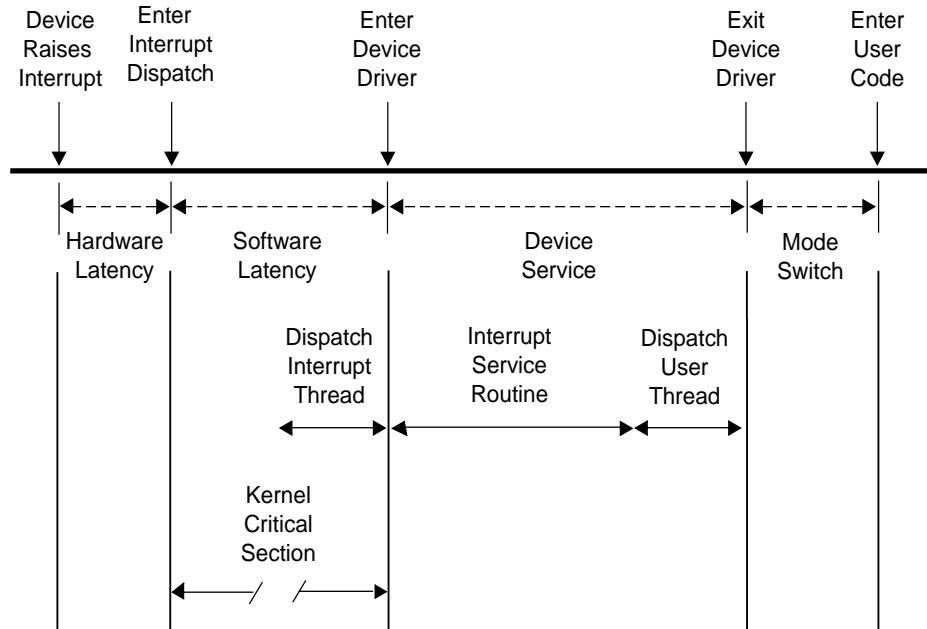 Device
Raises
Interrupt
Enter
Interrupt
Dispatch
Enter
Device
Driver
Exit
Device
Driver
Enter
User
Code
Hardware
Latency
Software
Latency
Device
Service
Mode
Switch
Dispatch
Interrupt
Thread
Interrupt
Service
Routine
Dispatch
User
Thread
Kernel
Critical
Section